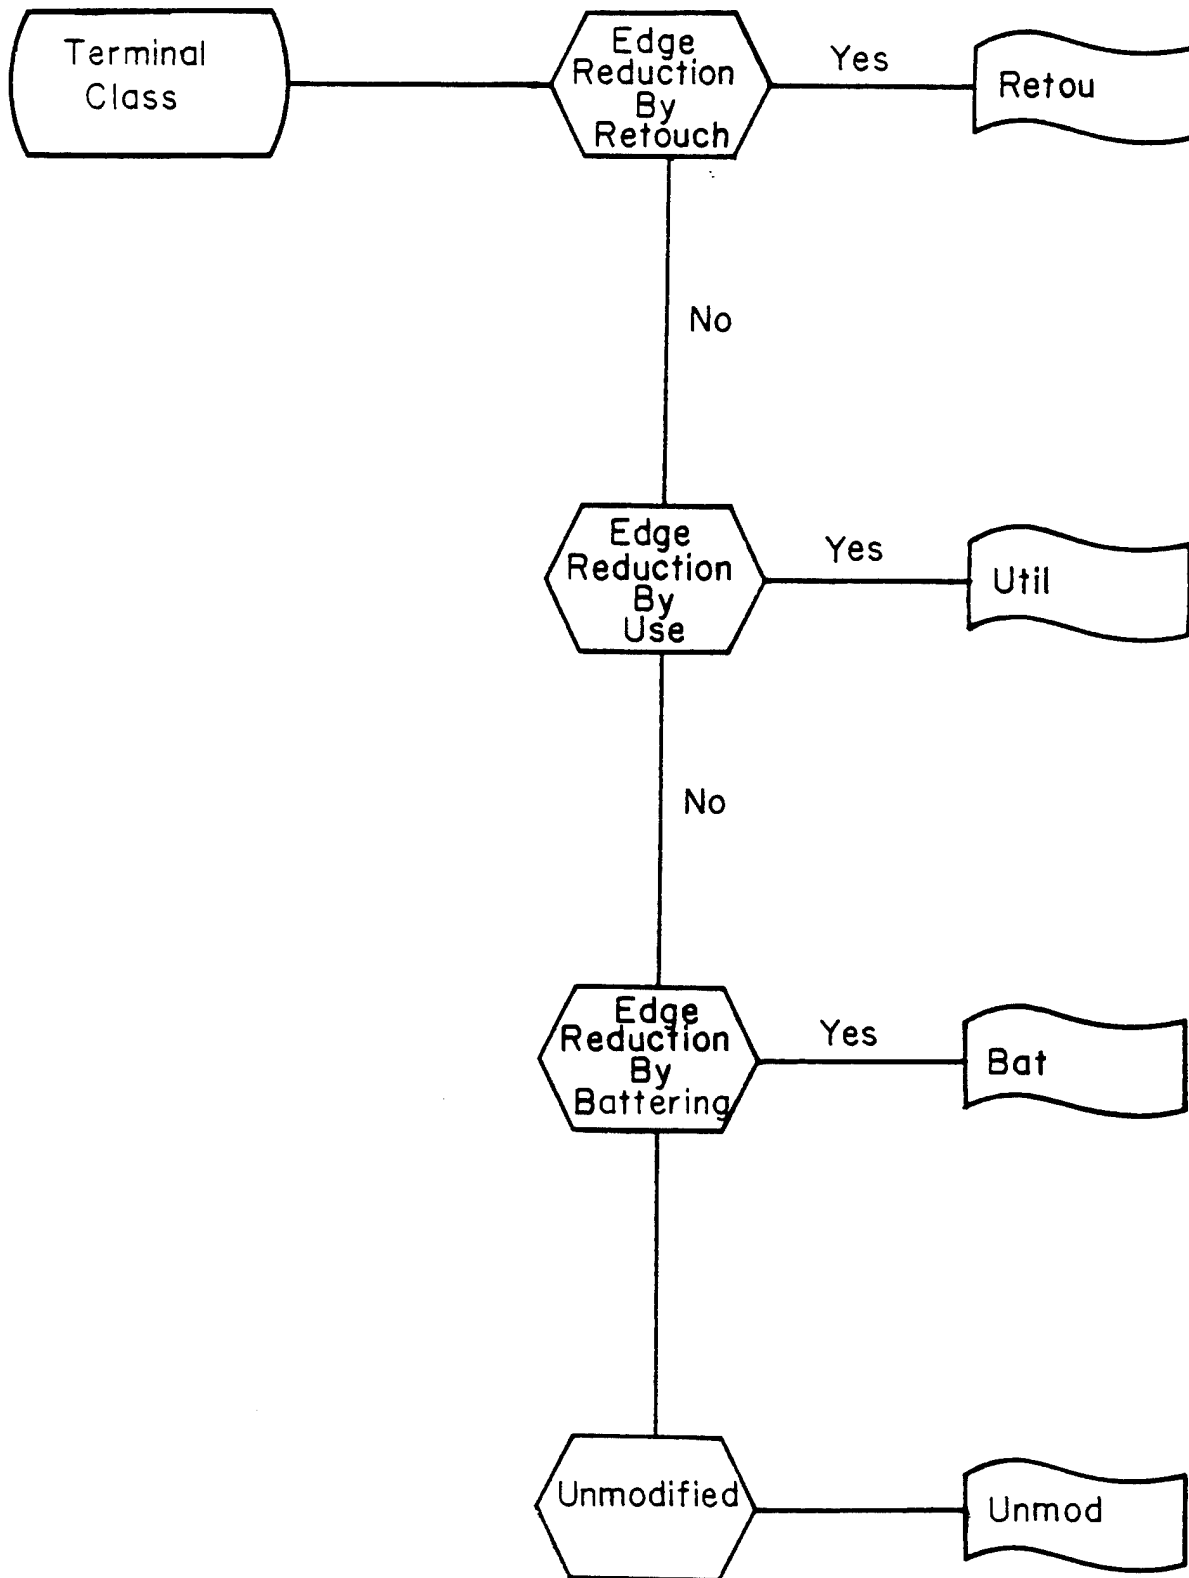 Terminal
Class
Edge
Reduction
By
Retouch
Yes
Retou
No
Edge
Reduction
By
Use
Yes
Util
No
Edge
Reduction
By
Battering
Yes
Bat
Unmodified
Unmod